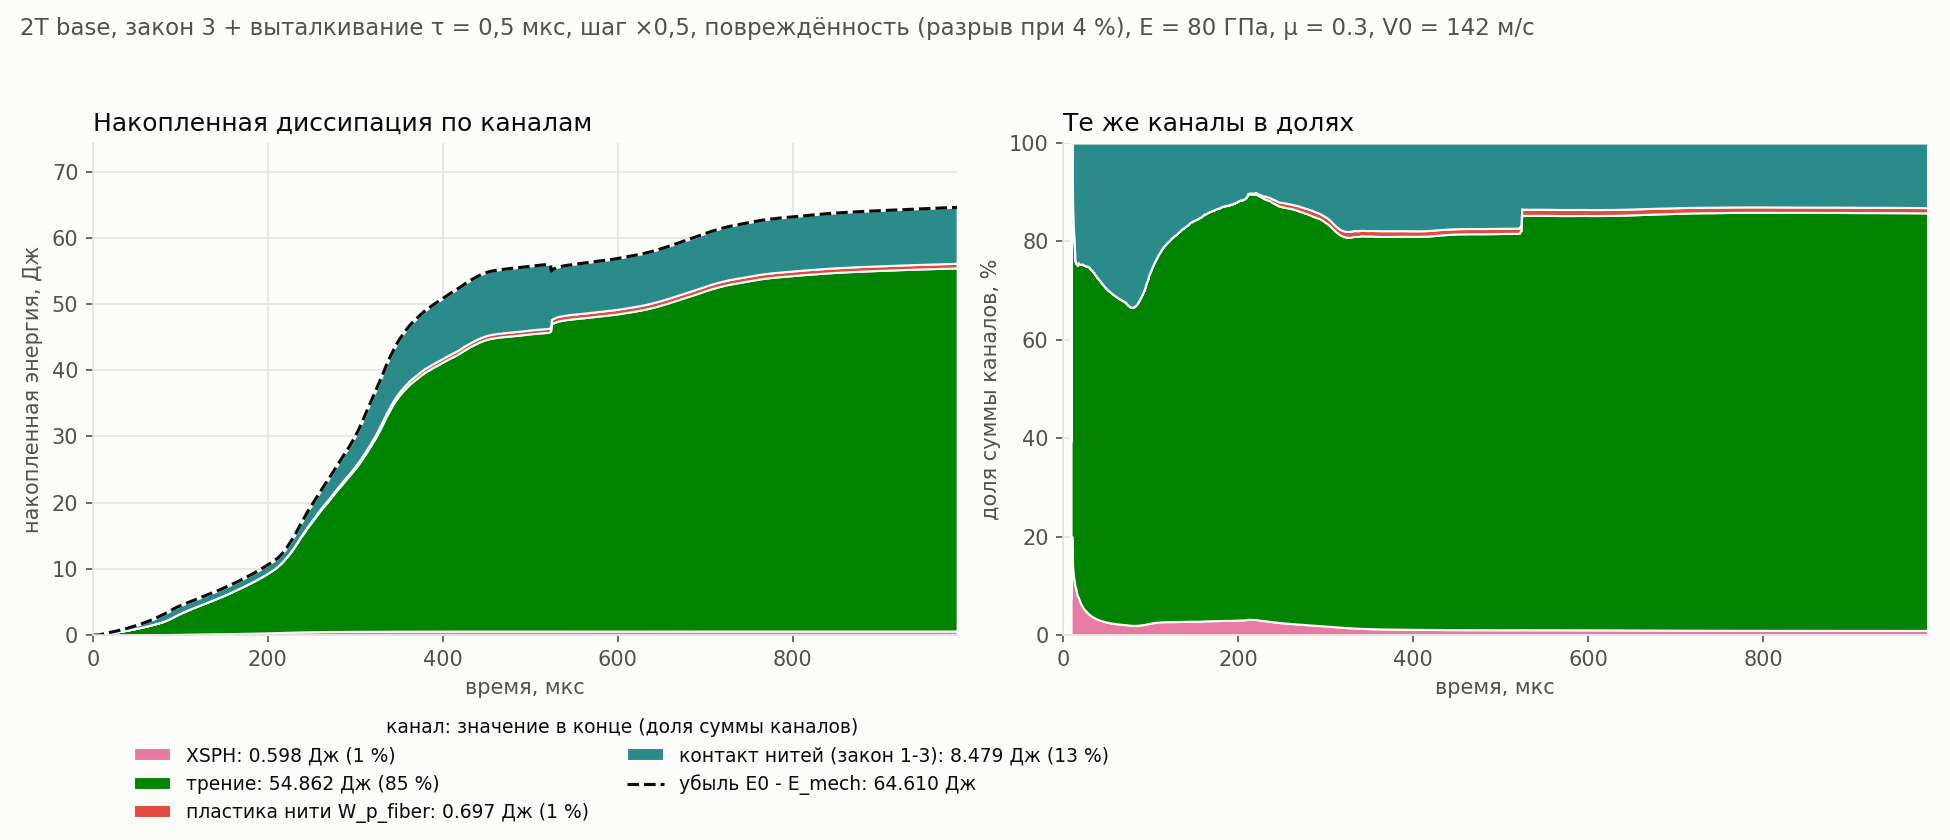 2T base, закон 3 + выталкивание τ = 0,5 мкс, шаг ×0,5, повреждённость (разрыв при 4 %), E = 80 ГПа, μ = 0.3, V0 = 142 м/с
Накопленная диссипация по каналам
накопленная энергия, Дж
70
60
50
40
30
20
10
0
0 200 400 600 800
время, мкс
Те же каналы в долях
доля суммы каналов, %
100
80
60
40
20
0
0 200 400 600 800
время, мкс
канал: значение в конце (доля суммы каналов)
XSPH: 0.598 Дж (1 %)
трение: 54.862 Дж (85 %)
пластика нити W_p_fiber: 0.697 Дж (1 %)
контакт нитей (закон 1-3): 8.479 Дж (13 %)
убыль E0 - E_mech: 64.610 Дж